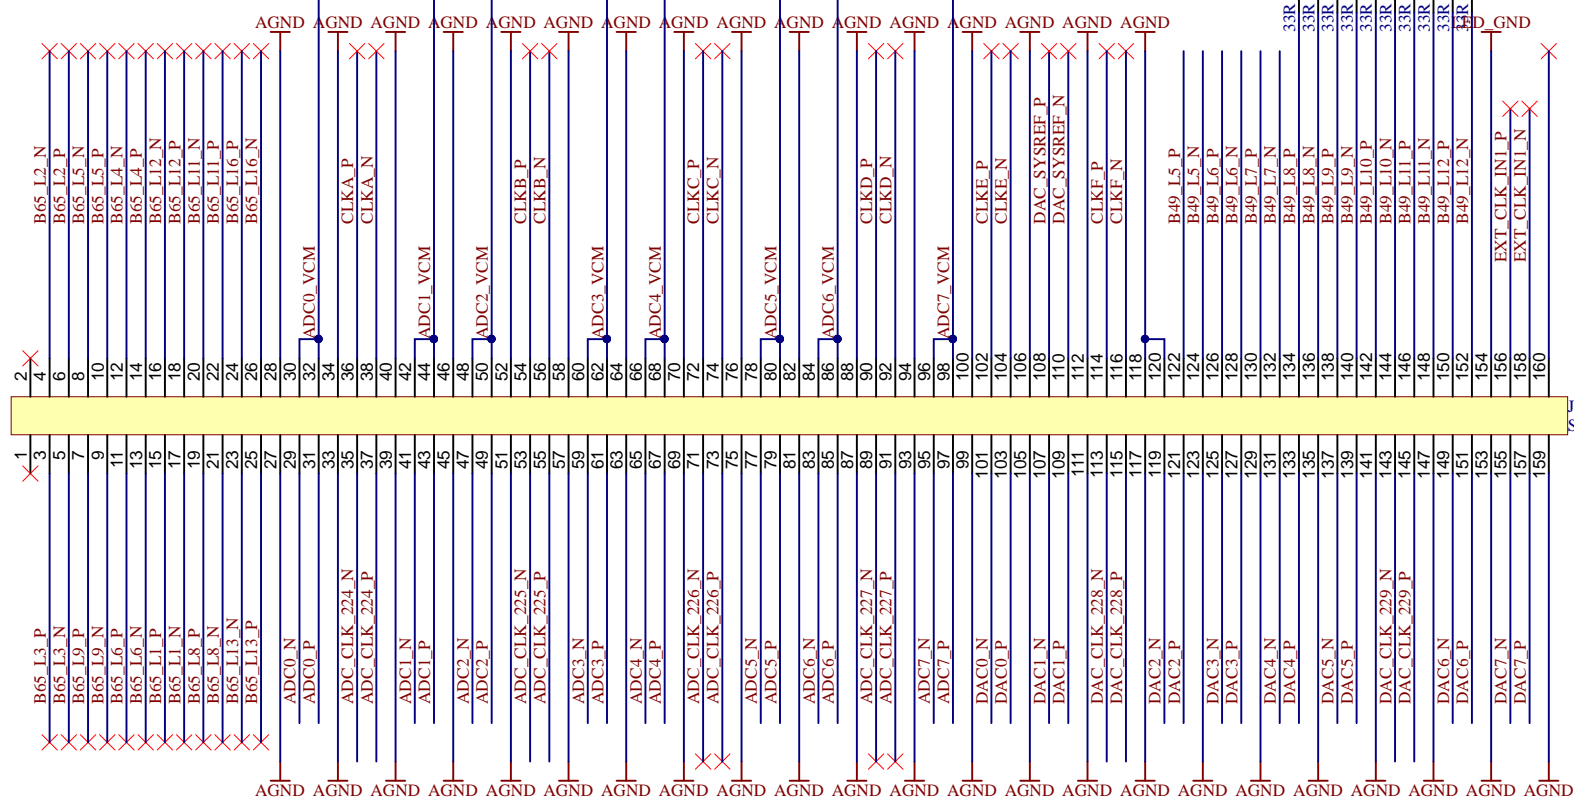 33R 33R 33R 33R 33R 33R 33R 33R 33R 33R
AGND AGND AGND AGND AGND AGND AGND AGND AGND AGND AGND AGND AGND AGND AGND AGND LED_GND
B65_L2_N
B65_L2_P
B65_L5_N
B65_L5_P
B65_L4_N
B65_L4_P
B65_L12_N
B65_L12_P
B65_L11_N
B65_L11_P
B65_L16_P
B65_L16_N
ADC0_VCM
CLKA_P
CLKA_N
ADC1_VCM
ADC2_VCM
CLKB_P
CLKB_N
ADC3_VCM
ADC4_VCM
CLKC_P
CLKC_N
ADC5_VCM
ADC6_VCM
CLKD_P
CLKD_N
ADC7_VCM
CLKE_P
CLKE_N
DAC_SYSREF_P
DAC_SYSREF_N
CLKF_P
CLKF_N
B49_L5_P
B49_L5_N
B49_L6_P
B49_L6_N
B49_L7_P
B49_L7_N
B49_L8_P
B49_L8_N
B49_L9_P
B49_L9_N
B49_L10_P
B49_L10_N
B49_L11_P
B49_L11_N
B49_L12_P
B49_L12_N
EXT_CLK_IN1_P
EXT_CLK_IN1_N
2 4 6 8 10 12 14 16 18 20 22 24 26 28 30 32 34 36 38 40 42 44 46 48 50 52 54 56 58 60 62 64 66 68 70 72 74 76 78 80 82 84 86 88 90 92 94 96 98 100 102 104 106 108 110 112 114 116 118 120 122 124 126 128 130 132 134 136 138 140 142 144 146 148 150 152 154 156 158 160
J
S
1 3 5 7 9 11 13 15 17 19 21 23 25 27 29 31 33 35 37 39 41 43 45 47 49 51 53 55 57 59 61 63 65 67 69 71 73 75 77 79 81 83 85 87 89 91 93 95 97 99 101 103 105 107 109 111 113 115 117 119 121 123 125 127 129 131 133 135 137 139 141 143 145 147 149 151 153 155 157 159
B65_L3_P
B65_L3_N
B65_L9_P
B65_L9_N
B65_L6_P
B65_L6_N
B65_L1_P
B65_L1_N
B65_L8_P
B65_L8_N
B65_L13_N
B65_L13_P
ADC0_N
ADC0_P
ADC_CLK_224_N
ADC_CLK_224_P
ADC1_N
ADC1_P
ADC2_N
ADC2_P
ADC_CLK_225_N
ADC_CLK_225_P
ADC3_N
ADC3_P
ADC4_N
ADC4_P
ADC_CLK_226_N
ADC_CLK_226_P
ADC5_N
ADC5_P
ADC6_N
ADC6_P
ADC_CLK_227_N
ADC_CLK_227_P
ADC7_N
ADC7_P
DAC0_N
DAC0_P
DAC1_N
DAC1_P
DAC_CLK_228_N
DAC_CLK_228_P
DAC2_N
DAC2_P
DAC3_N
DAC3_P
DAC4_N
DAC4_P
DAC5_N
DAC5_P
DAC_CLK_229_N
DAC_CLK_229_P
DAC6_N
DAC6_P
DAC7_N
DAC7_P
AGND AGND AGND AGND AGND AGND AGND AGND AGND AGND AGND AGND AGND AGND AGND AGND AGND AGND AGND AGND AGND AGND AGND